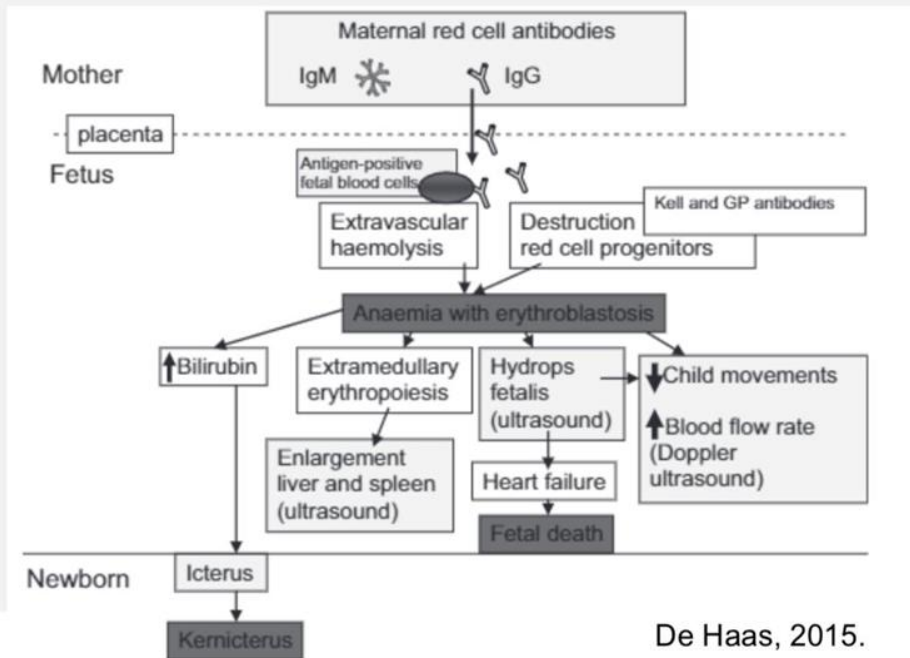 Maternal red cell antibodies
Mother
IgM
IgG
placenta
Fetus
Antigen-positive
fetal blood cells
Kell and GP antibodies
Extravascular
haemolysis
Destruction
red cell progenitors
Anaemia with erythroblastosis
Bilirubin
Extramedullary
erythropoiesis
Hydrops
fetalis
(ultrasound)
Child movements
Blood flow rate
(Doppler
ultrasound)
Enlargement
liver and spleen
(ultrasound)
Heart failure
Fetal death
Newborn
Icterus
Kernicterus
De Haas, 2015.